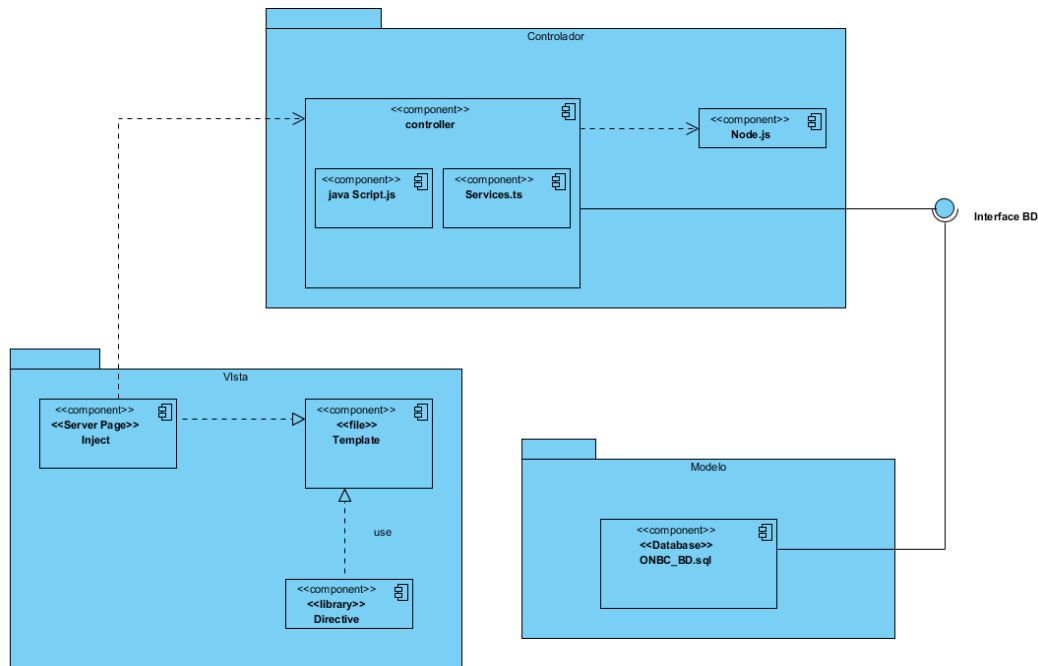 Controlador
<<component>>
controller
<<component>>
Node.js
<<component>>
java Script.js
<<component>>
Services.ts
Interface BD
VIsta
<<component>>
<<Server Page>>
Inject
<<component>>
<<file>>
Template
use
<<component>>
<<library>>
Directive
Modelo
<<component>>
<<Database>>
ONBC_BD.sql